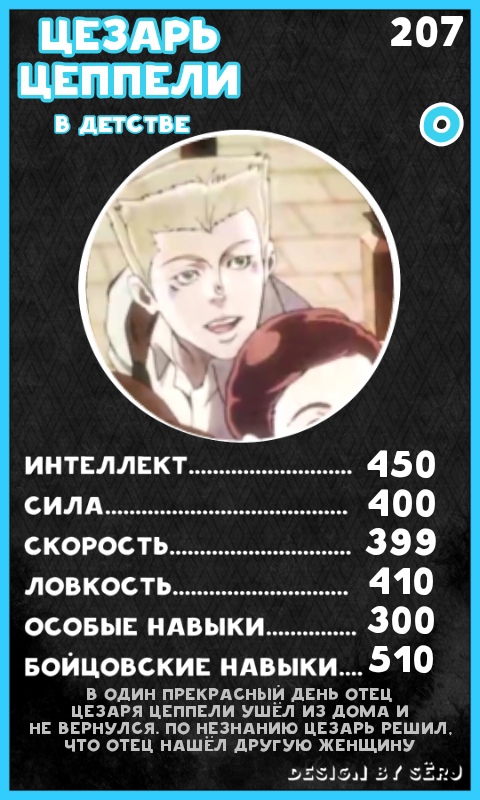 ЦЕЗАРЬ
ЦЕППЕЛИ
В ДЕТСТВЕ
207
ИНТЕЛЛЕКТ.................................. 450
СИЛА.................................................... 400
СКОРОСТЬ...................................... 399
ЛОВКОСТЬ..................................... 410
ОСОБЫЕ НАВЫКИ................... 300
БОЙЦОВСКИЕ НАВЫКИ.... 510
В ОДИН ПРЕКРАСНЫЙ ДЕНЬ ОТЕЦ
ЦЕЗАРЯ ЦЕППЕЛИ УШЁЛ ИЗ ДОМА И
НЕ ВЕРНУЛСЯ. ПО НЕЗНАНИЮ ЦЕЗАРЬ РЕШИЛ,
ЧТО ОТЕЦ НАШЁЛ ДРУГУЮ ЖЕНЩИНУ
DESIGN BY SЁRJ